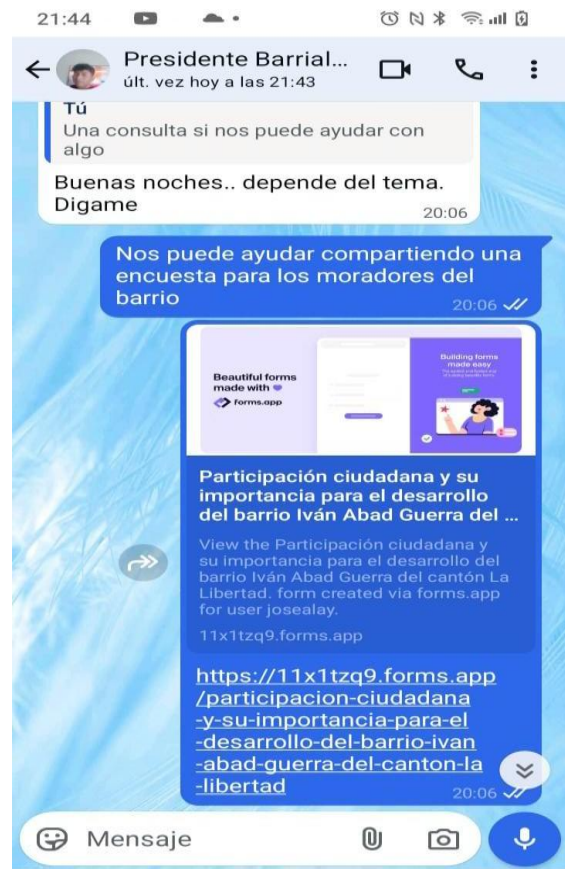 21:44
Presidente Barrial...
últ. vez hoy a las 21:43
Tú
Una consulta si nos puede ayudar con
algo
Buenas noches.. depende del tema.
Digame
20:06
Nos puede ayudar compartiendo una
encuesta para los moradores del
barrio
20:06
Beautiful forms
made with
forms.app
Building forms
made easy
Participación ciudadana y su
importancia para el desarrollo
del barrio Iván Abad Guerra del ...
View the Participación ciudadana y
su importancia para el desarrollo del
barrio Iván Abad Guerra del cantón La
Libertad. form created via forms.app
for user josealay.
11x1tzq9.forms.app
https://11x1tzq9.forms.app
/participacion-ciudadana
-y-su-importancia-para-el
-desarrollo-del-barrio-ivan
-abad-guerra-del-canton-la
-libertad
20:06
Mensaje